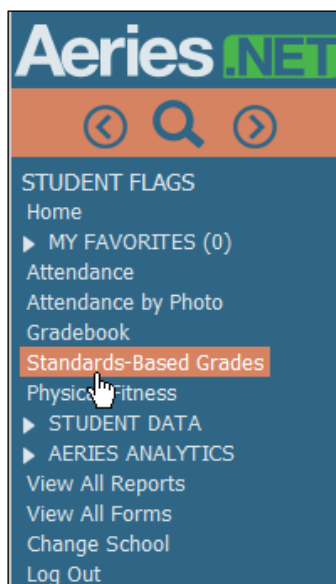 Aeries.NET
STUDENT FLAGS
Home
MY FAVORITES (0)
Attendance
Attendance by Photo
Gradebook
Standards-Based Grades
Physical Fitness
STUDENT DATA
AERIES ANALYTICS
View All Reports
View All Forms
Change School
Log Out